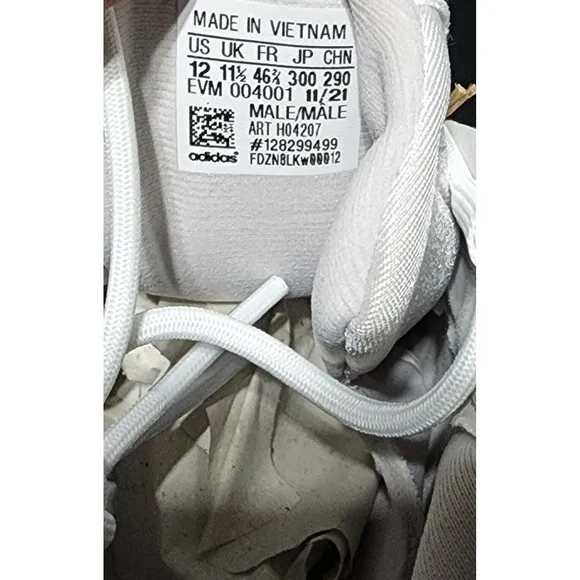 MADE IN VIETNAM
US UK FR JP CHN
12 11½ 46⅔ 300 290
EVM 004001 11/21
MALE/MÂLE
ART H04207
#128299499
adidas® FDZN8LKw00012